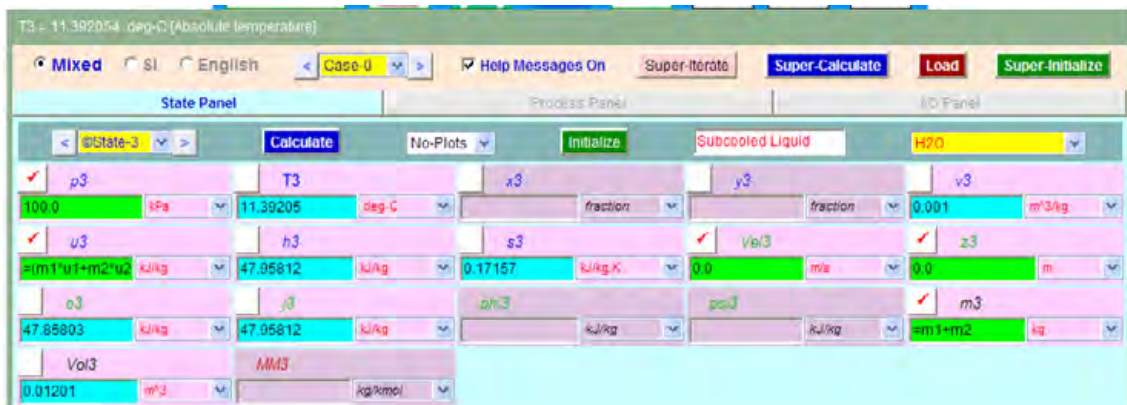 T3 = 11.392054 deg-C [Absolute temperature]
Mixed SI English < Case-0 > Help Messages On Super-Iterate Super-Calculate Load Super-Initialize
State Panel Process Panel I/O Panel
< ©State-3 > Calculate No-Plots Initialize Subcooled Liquid H2O
p3 T3 x3 y3 v3
100.0 kPa 11.39205 deg-C fraction fraction 0.001 m^3/kg
u3 h3 s3 Vel3 z3
=(m1*u1+m2*u2 kJ/kg 47.95812 kJ/kg 0.17157 kJ/kg.K 0.0 m/s 0.0 m
e3 j3 phi3 psi3 m3
47.85803 kJ/kg 47.95812 kJ/kg kJ/kg kJ/kg =m1+m2 kg
Vol3 MM3
0.01201 m^3 kg/kmol